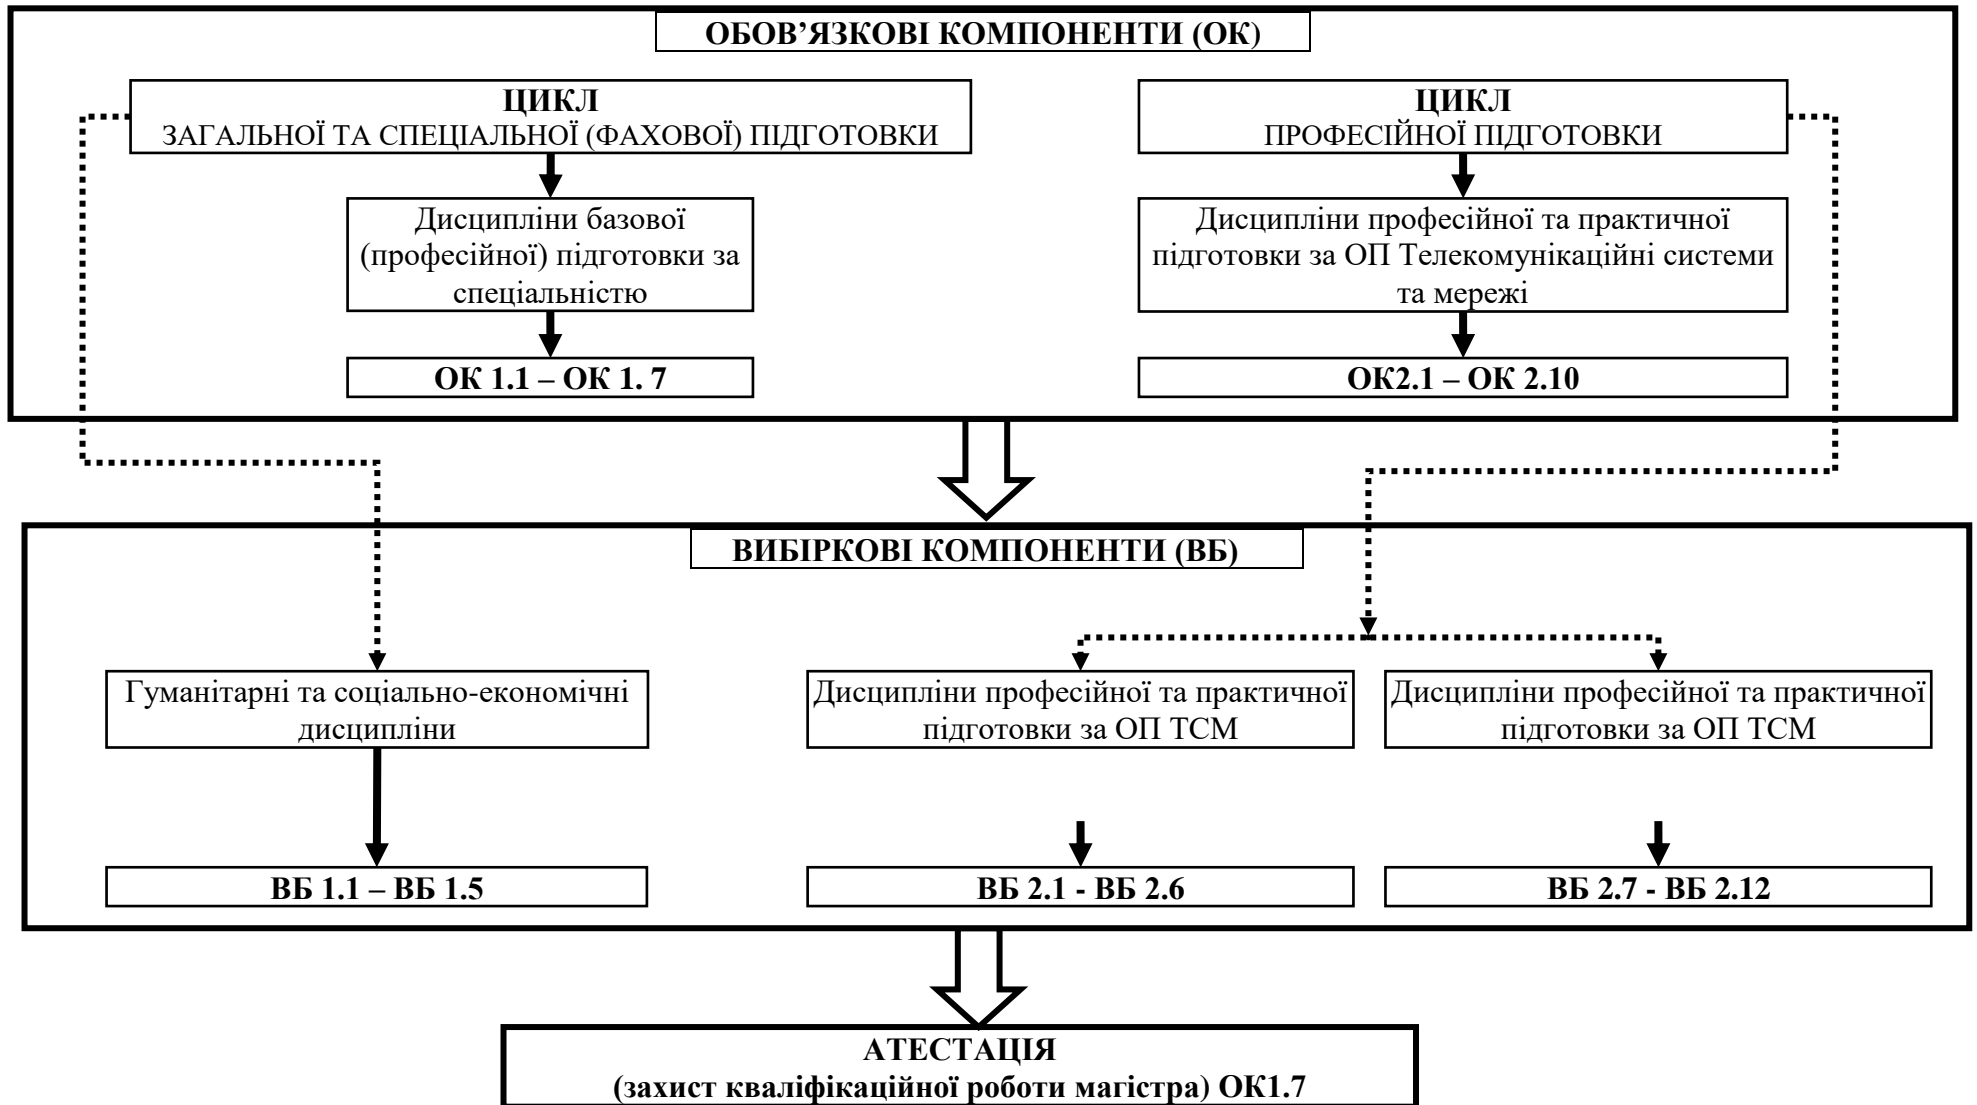 ОБОВ’ЯЗКОВІ КОМПОНЕНТИ (ОК)
ЦИКЛ
ЗАГАЛЬНОЇ ТА СПЕЦІАЛЬНОЇ (ФАХОВОЇ) ПІДГОТОВКИ
Дисципліни базової
(професійної) підготовки за
спеціальністю
ОК 1.1 – ОК 1. 7
ЦИКЛ
ПРОФЕСІЙНОЇ ПІДГОТОВКИ
Дисципліни професійної та практичної
підготовки за ОП Телекомунікаційні системи
та мережі
ОК2.1 – ОК 2.10
ВИБІРКОВІ КОМПОНЕНТИ (ВБ)
Гуманітарні та соціально-економічні
дисципліни
ВБ 1.1 – ВБ 1.5
Дисципліни професійної та практичної
підготовки за ОП ТСМ
ВБ 2.1 - ВБ 2.6
Дисципліни професійної та практичної
підготовки за ОП ТСМ
ВБ 2.7 - ВБ 2.12
АТЕСТАЦІЯ
(захист кваліфікаційної роботи магістра) ОК1.7